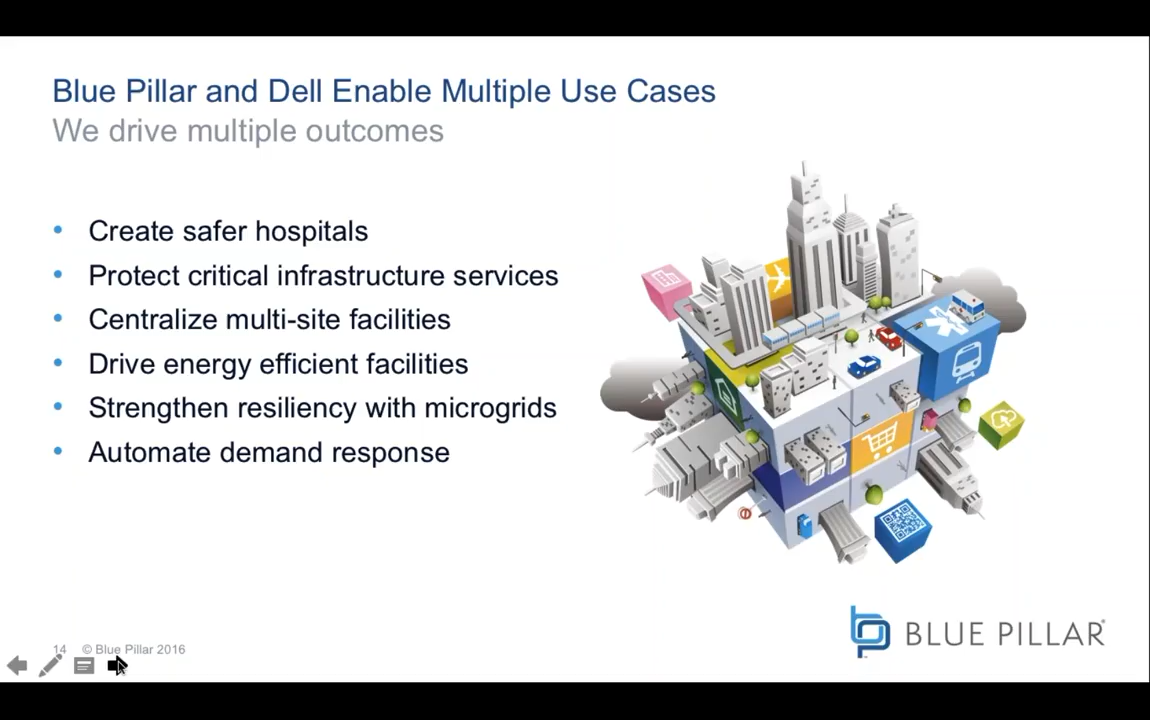 Blue Pillar and Dell Enable Multiple Use Cases
We drive multiple outcomes
• Create safer hospitals
• Protect critical infrastructure services
• Centralize multi-site facilities
• Drive energy efficient facilities
• Strengthen resiliency with microgrids
• Automate demand response
14 © Blue Pillar 2016
BLUE PILLAR®